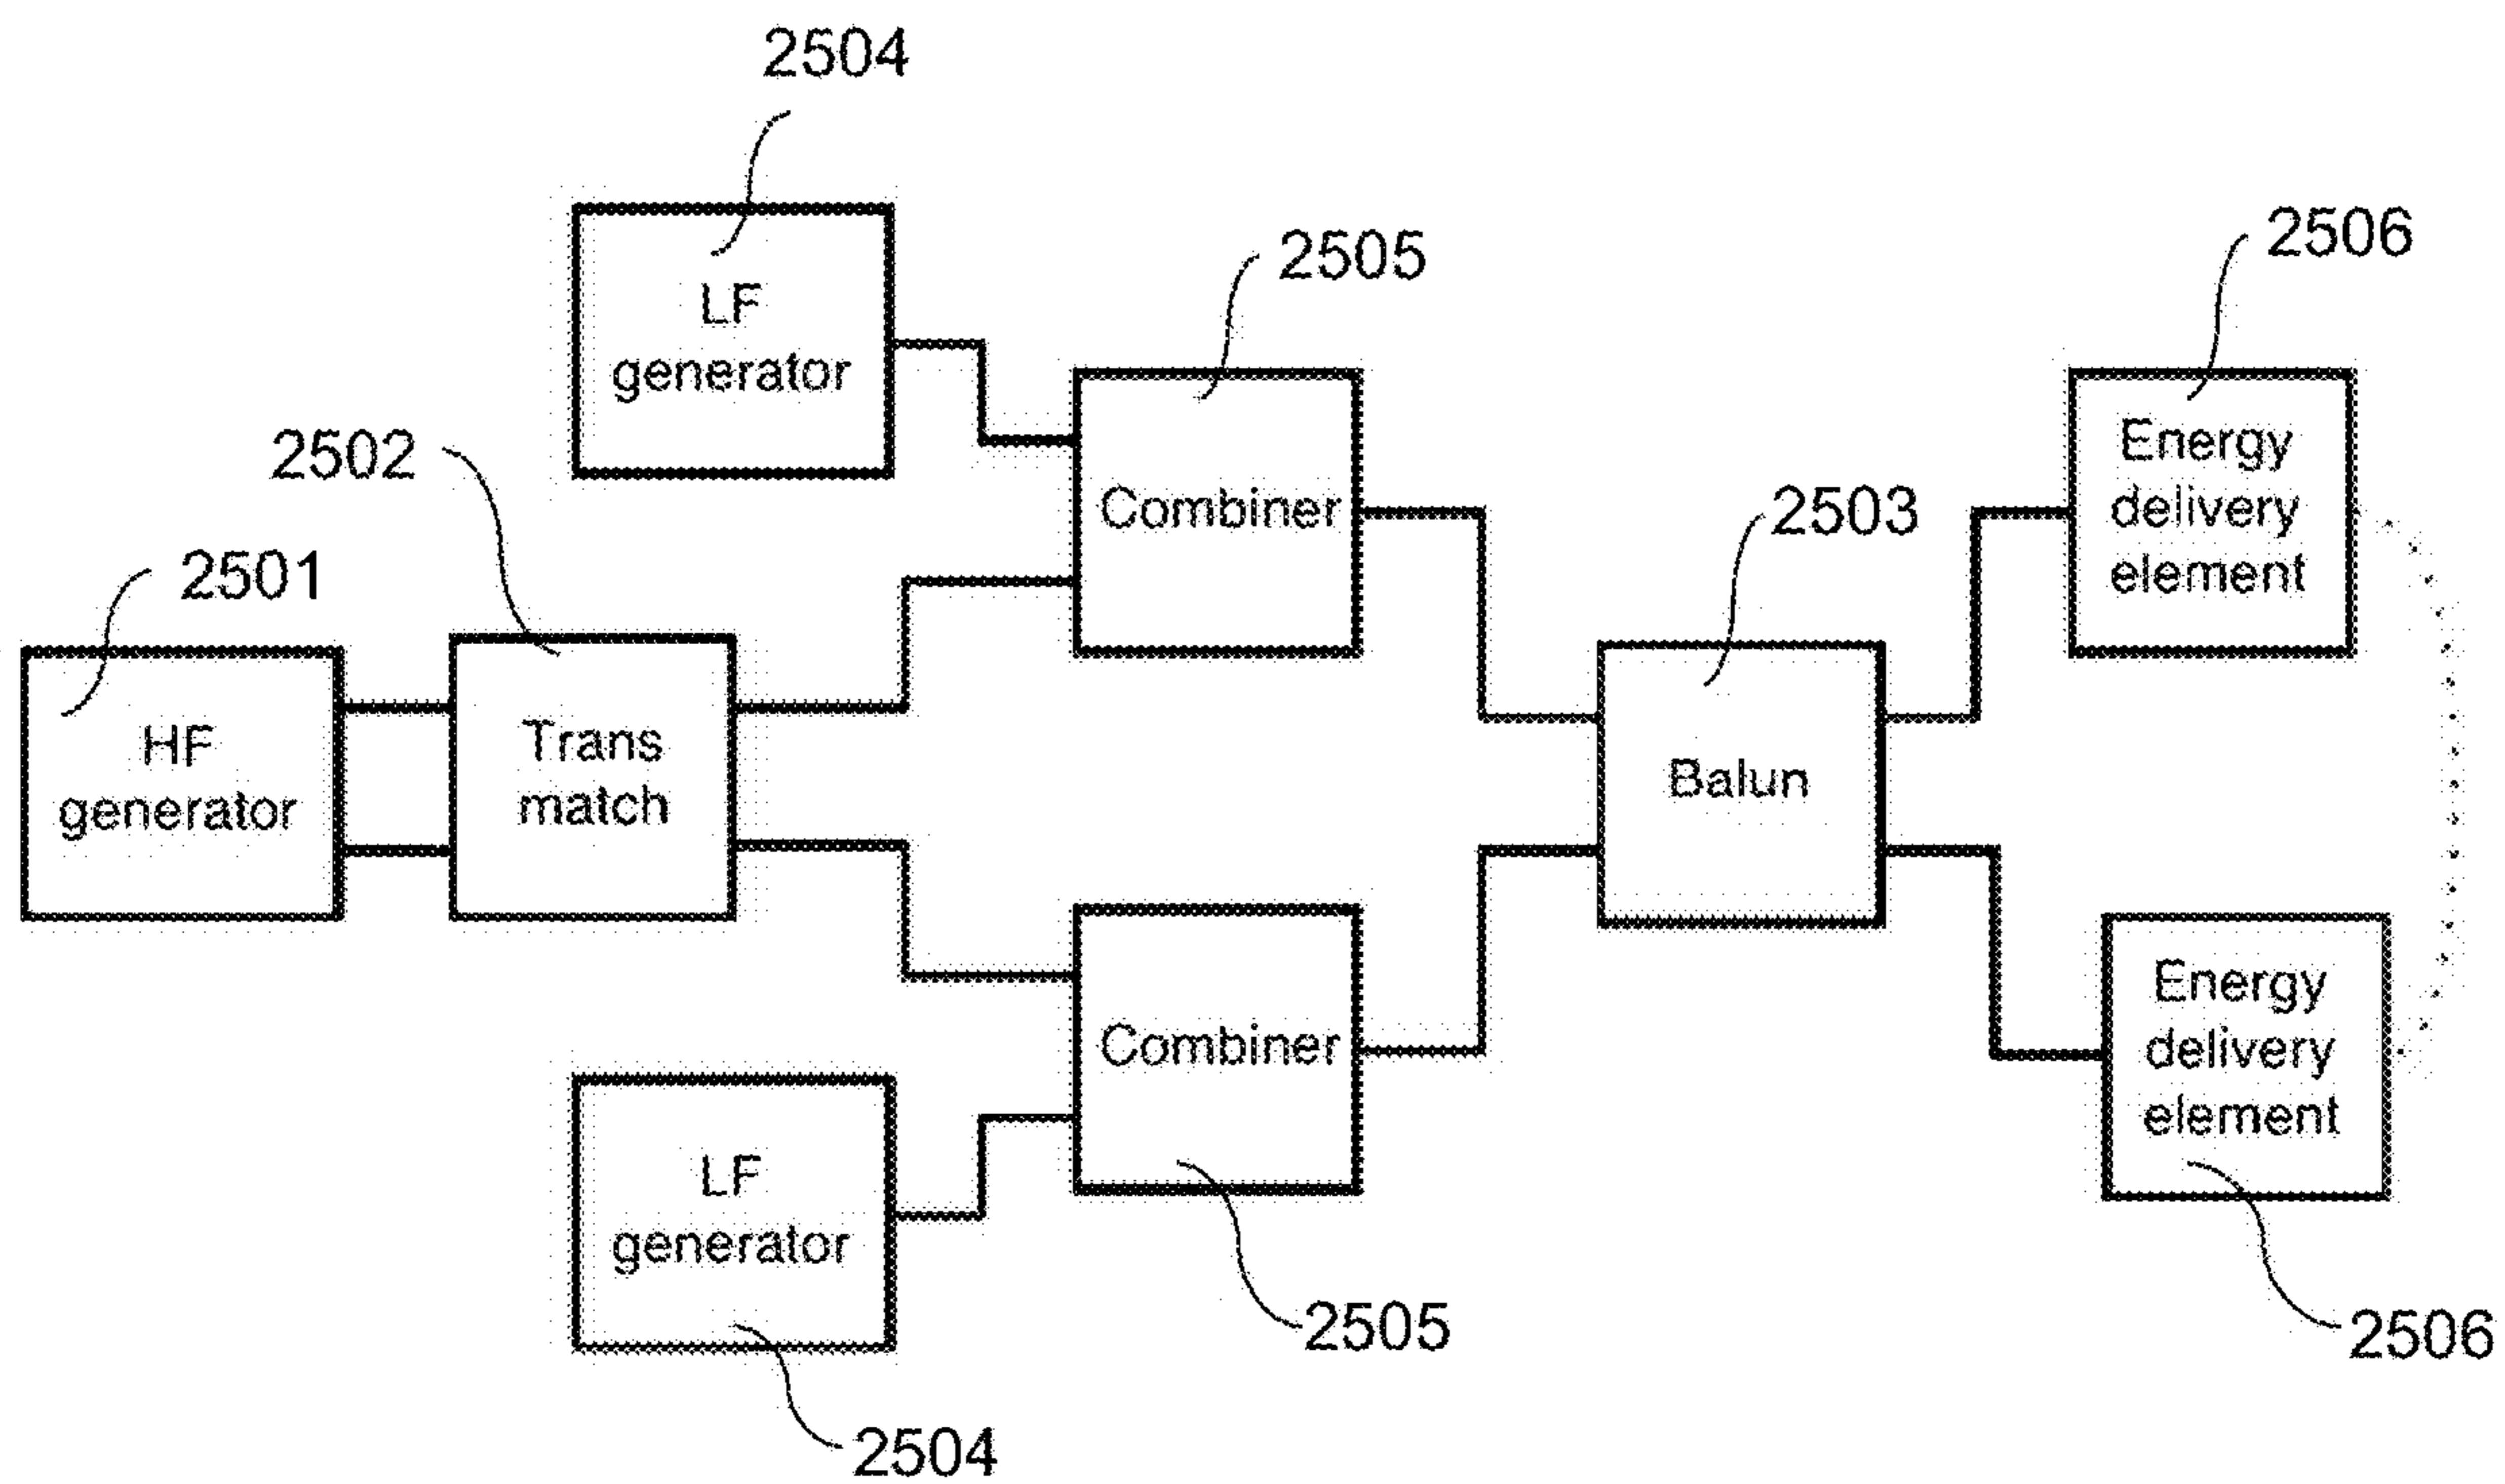 2504
LF
generator
2505
2506
2502
Combiner
Energy
delivery
element
2503
2501
HF
generator
Trans
match
Balun
Combiner
Energy
delivery
element
LF
generator
2505
2506
2504